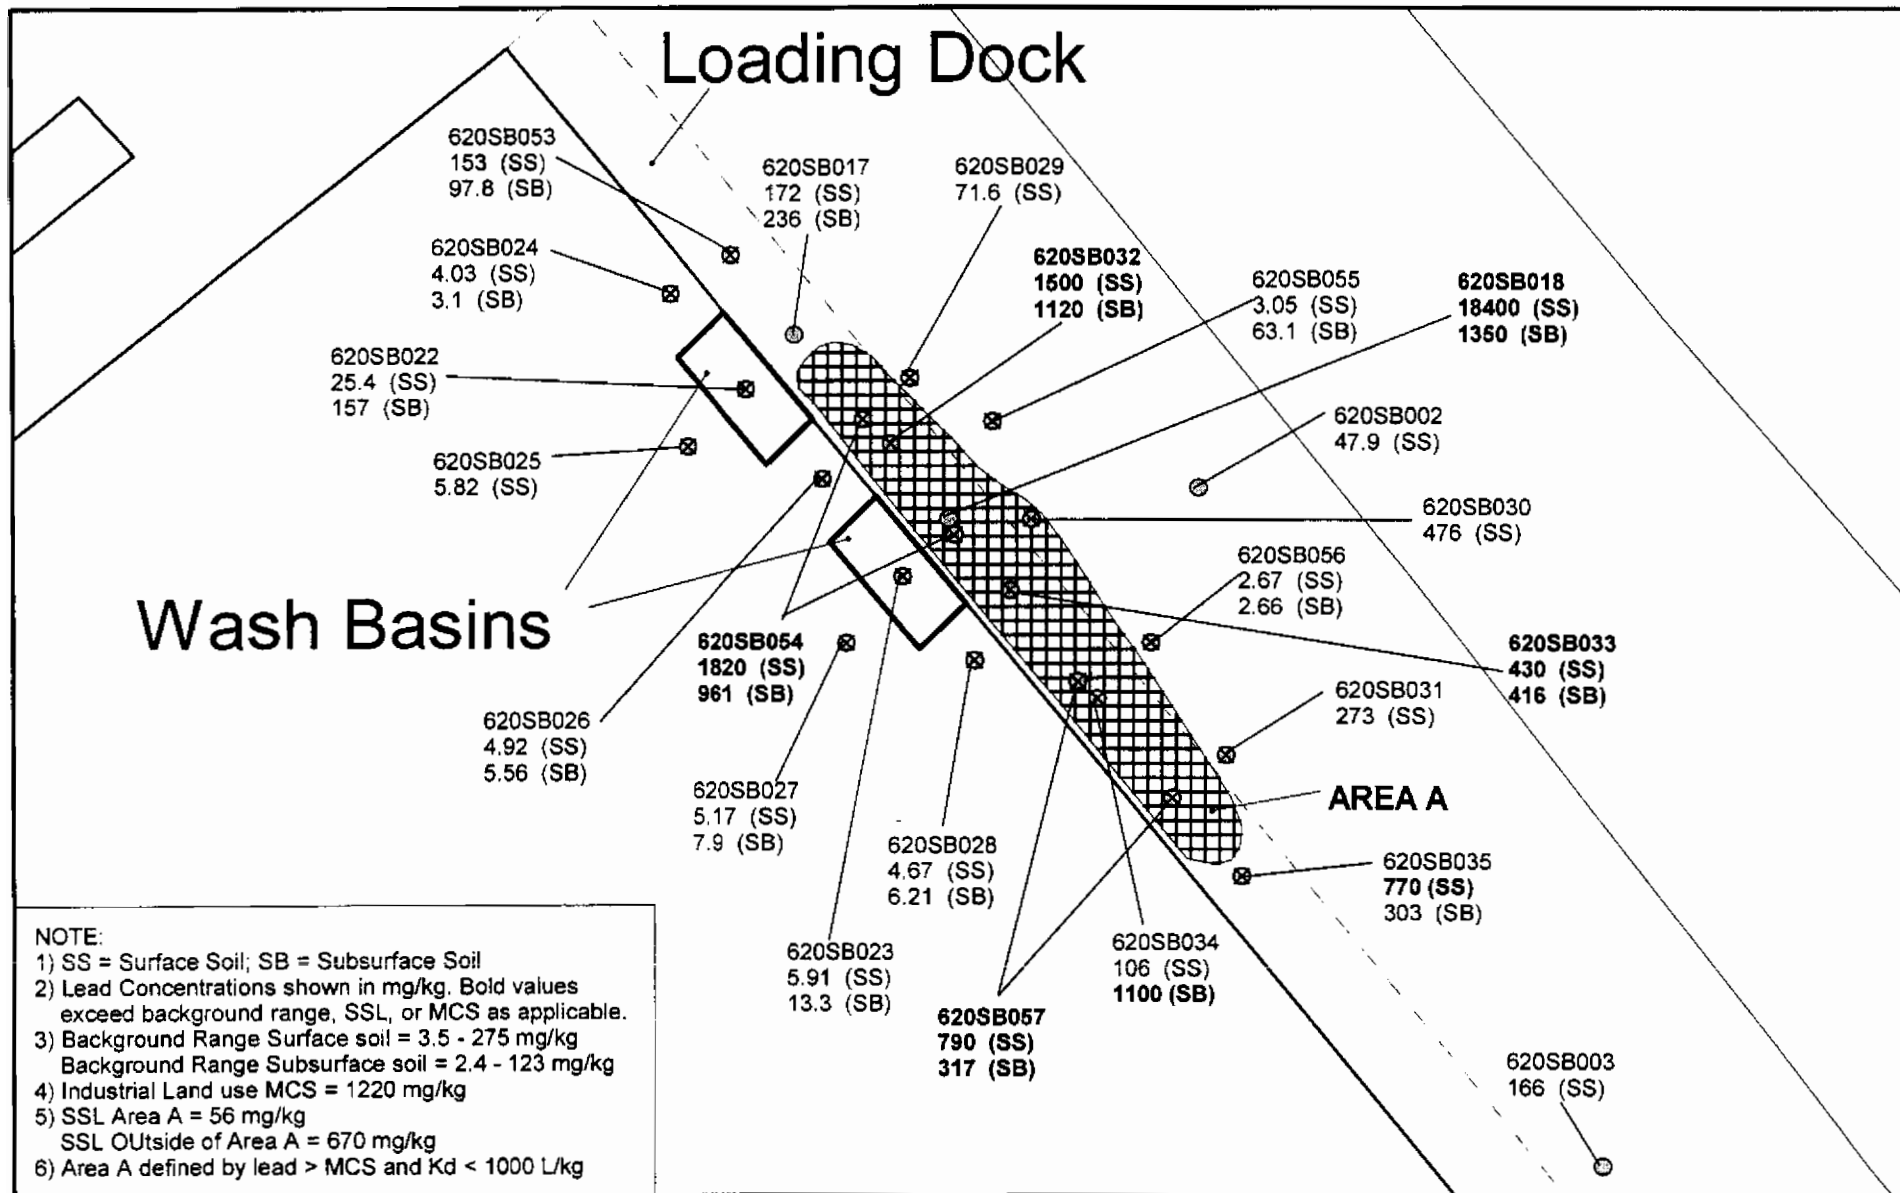 Loading Dock
620SB053
153 (SS)
97.8 (SB)
620SB017
172 (SS)
236 (SB)
620SB029
71.6 (SS)
620SB024
4.03 (SS)
3.1 (SB)
620SB032
1500 (SS)
1120 (SB)
620SB055
3.05 (SS)
63.1 (SB)
620SB018
18400 (SS)
1350 (SB)
620SB022
25.4 (SS)
157 (SB)
620SB002
47.9 (SS)
620SB025
5.82 (SS)
620SB030
476 (SS)
620SB056
2.67 (SS)
2.66 (SB)
Wash Basins
620SB054
1820 (SS)
961 (SB)
620SB033
430 (SS)
416 (SB)
620SB031
273 (SS)
620SB026
4.92 (SS)
5.56 (SB)
620SB027
5.17 (SS)
7.9 (SB)
AREA A
620SB028
4.67 (SS)
6.21 (SB)
620SB035
770 (SS)
303 (SB)
620SB023
5.91 (SS)
13.3 (SB)
620SB034
106 (SS)
1100 (SB)
620SB057
790 (SS)
317 (SB)
620SB003
166 (SS)
NOTE:
1) SS = Surface Soil; SB = Subsurface Soil
2) Lead Concentrations shown in mg/kg. Bold values
exceed background range, SSL, or MCS as applicable.
3) Background Range Surface soil = 3.5 - 275 mg/kg
Background Range Subsurface soil = 2.4 - 123 mg/kg
4) Industrial Land use MCS = 1220 mg/kg
5) SSL Area A = 56 mg/kg
SSL OUtside of Area A = 670 mg/kg
6) Area A defined by lead > MCS and Kd < 1000 L/kg